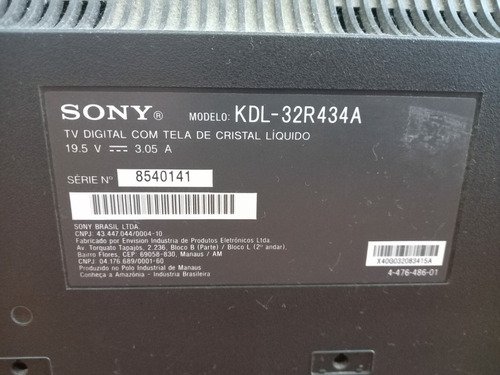 SONY® MODELO: KDL-32R434A
TV DIGITAL COM TELA DE CRISTAL LÍQUIDO
19.5 V ⎓ 3.05 A
SÉRIE Nº 8540141
SONY BRASIL LTDA.
CNPJ: 43.447.044/0004-10
Fabricado por Envision Indústria de Produtos Eletrônicos Ltda.
Av. Torquato Tapajós, 2.236, Bloco B (Parte) / Bloco L (2º andar),
Bairro Flores, CEP: 69058-830, Manaus / AM
CNPJ: 04.176.689/0001-60
Produzido no Polo Industrial de Manaus
Conheça a Amazônia - Indústria Brasileira
X40G032083415A
4-476-486-01